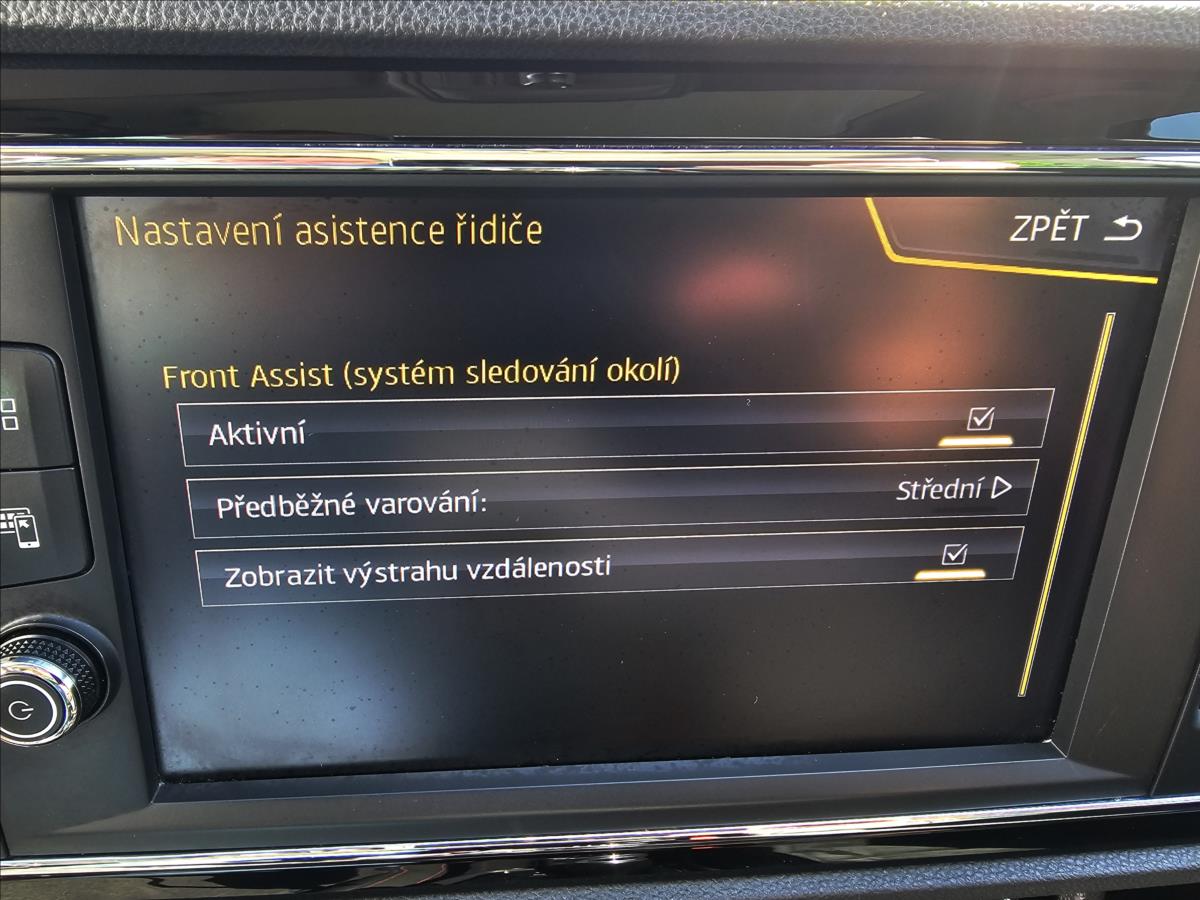 Nastavení asistence řidiče
ZPĚT
Front Assist (systém sledování okolí)
Aktivní
Předběžné varování: Střední
Zobrazit výstrahu vzdálenosti